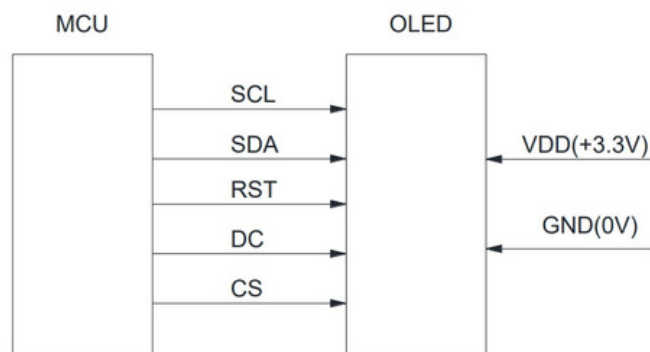 MCU
OLED
SCL
SDA
VDD(+3.3V)
RST
DC
GND(0V)
CS